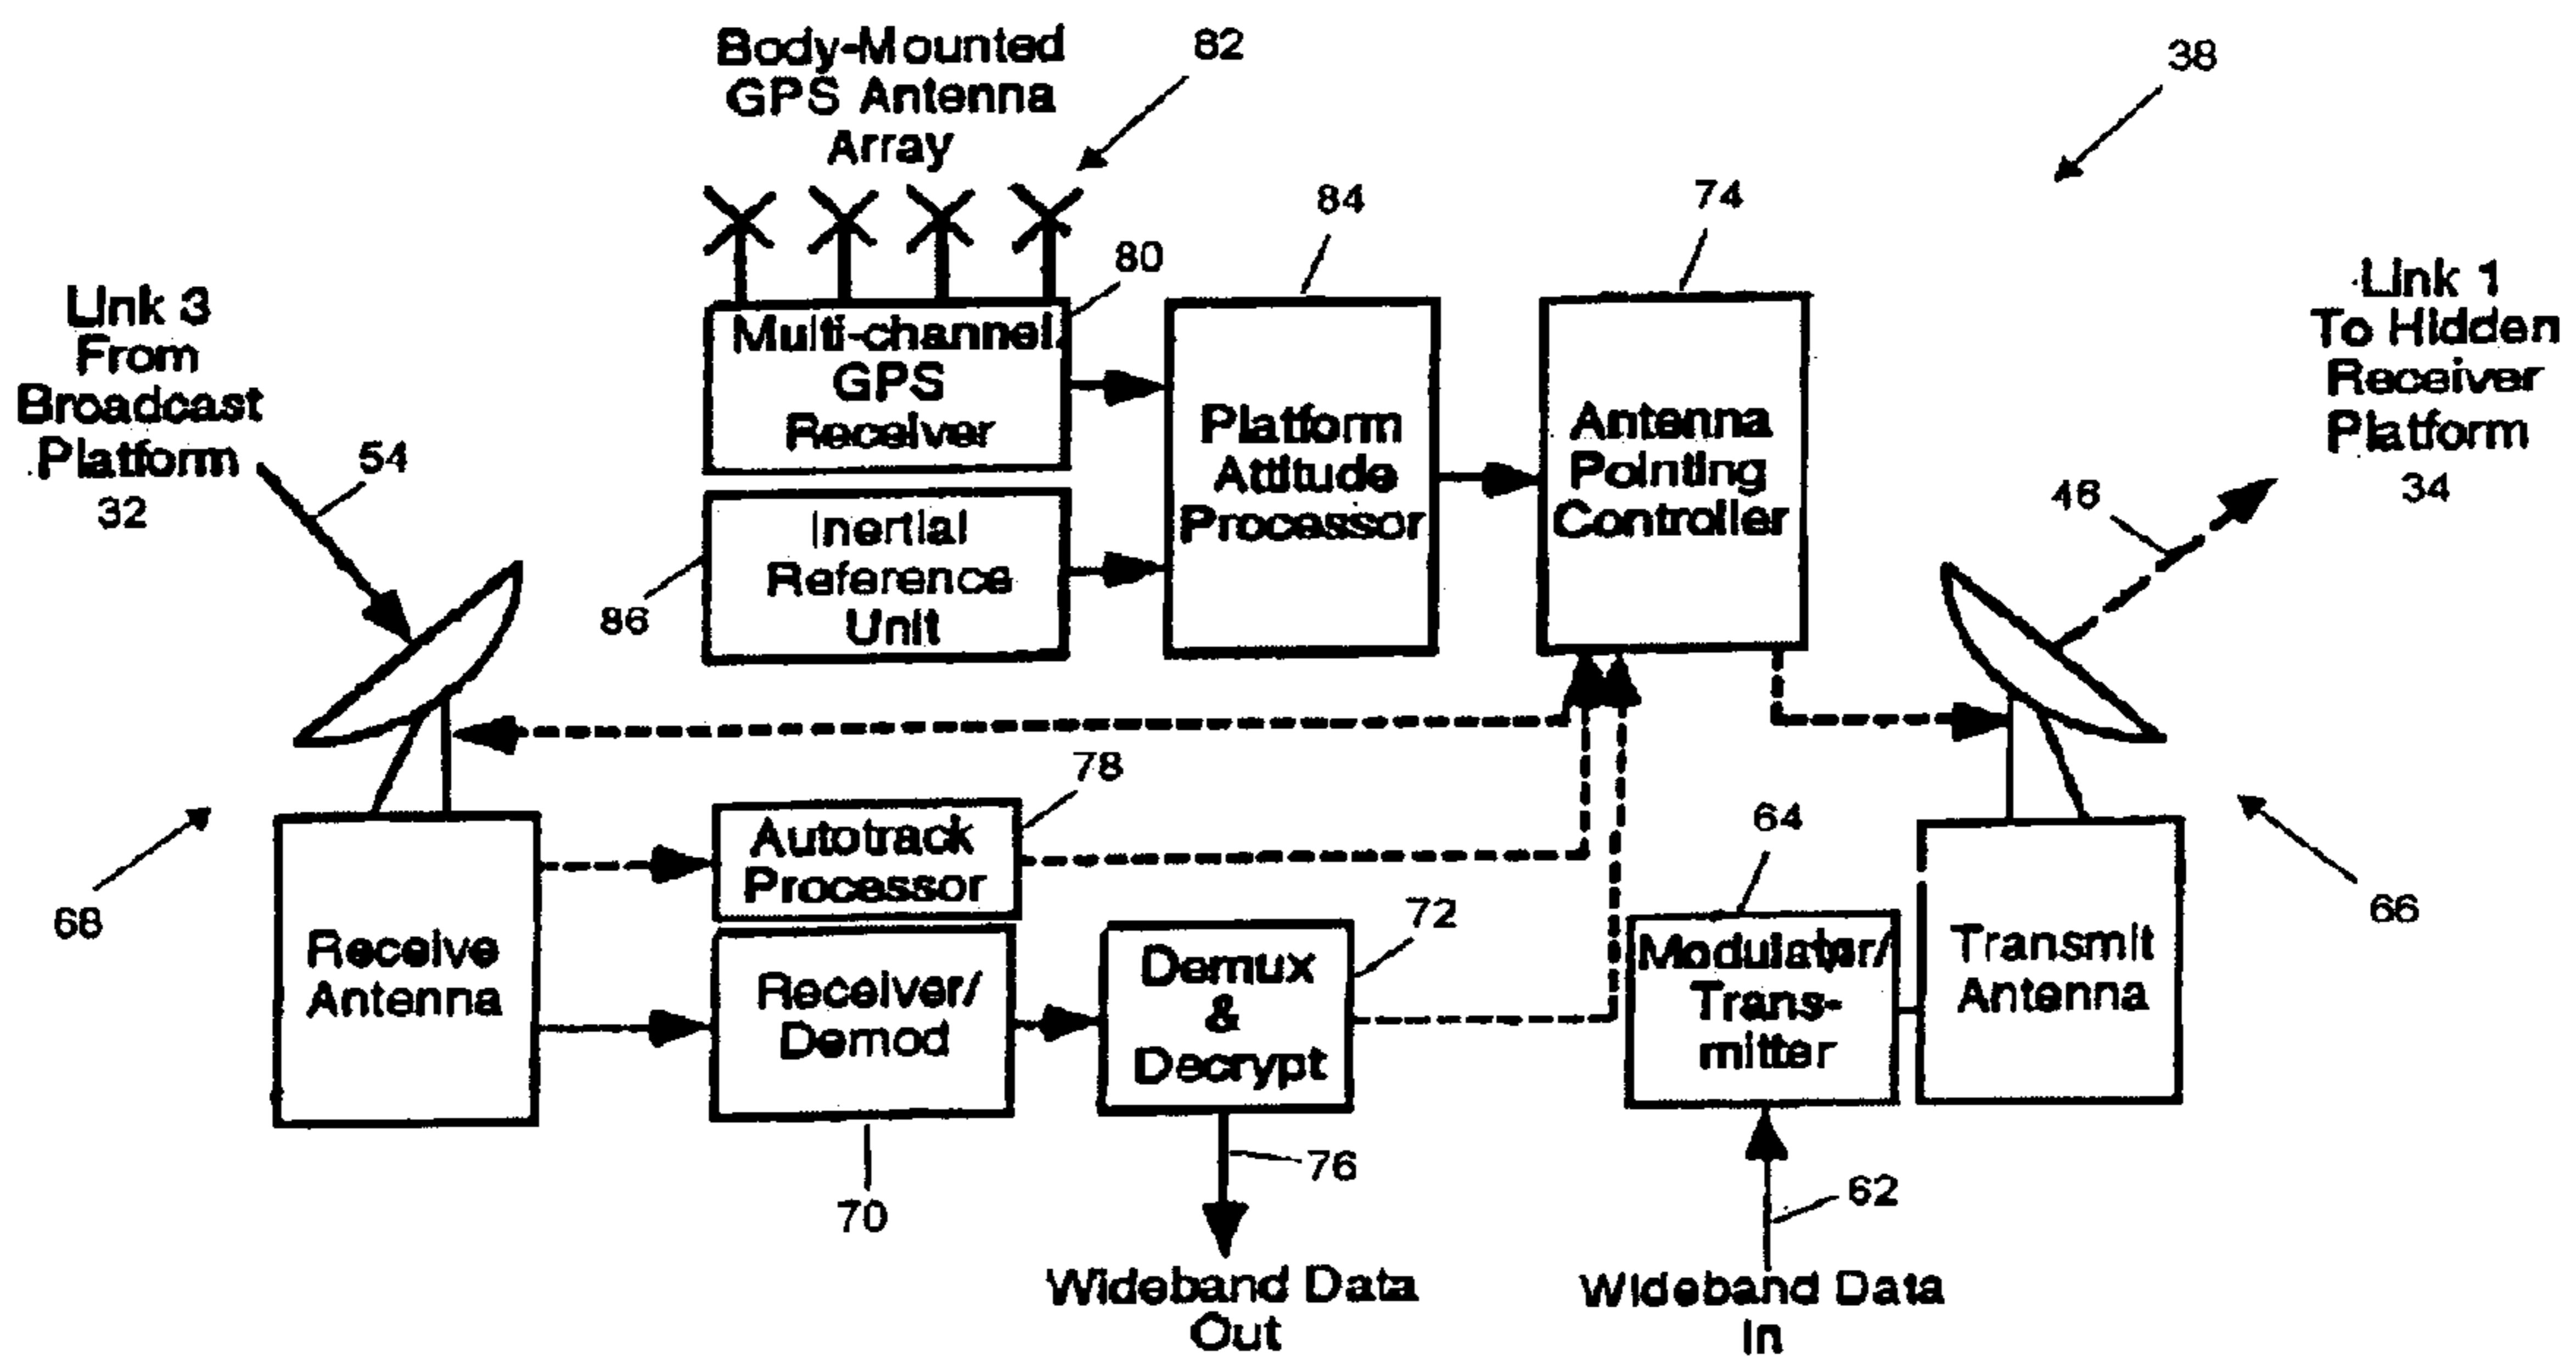 Body-Mounted
GPS Antenna
Array
82
38
84
74
80
Link 3
From
Broadcast
Platform
32
54
Multi-channel
GPS
Receiver
Inertial
Reference
Unit
86
Platform
Attitude
Processor
Antenna
Pointing
Controller
Link 1
To Hidden
Receiver
Platform
34
46
68
Receive
Antenna
78
Autotrack
Processor
Receiver/
Demod
70
72
Demux
&
Decrypt
76
Wideband Data
Out
64
Modulator/
Trans-
mitter
62
Wideband Data
In
Transmit
Antenna
66